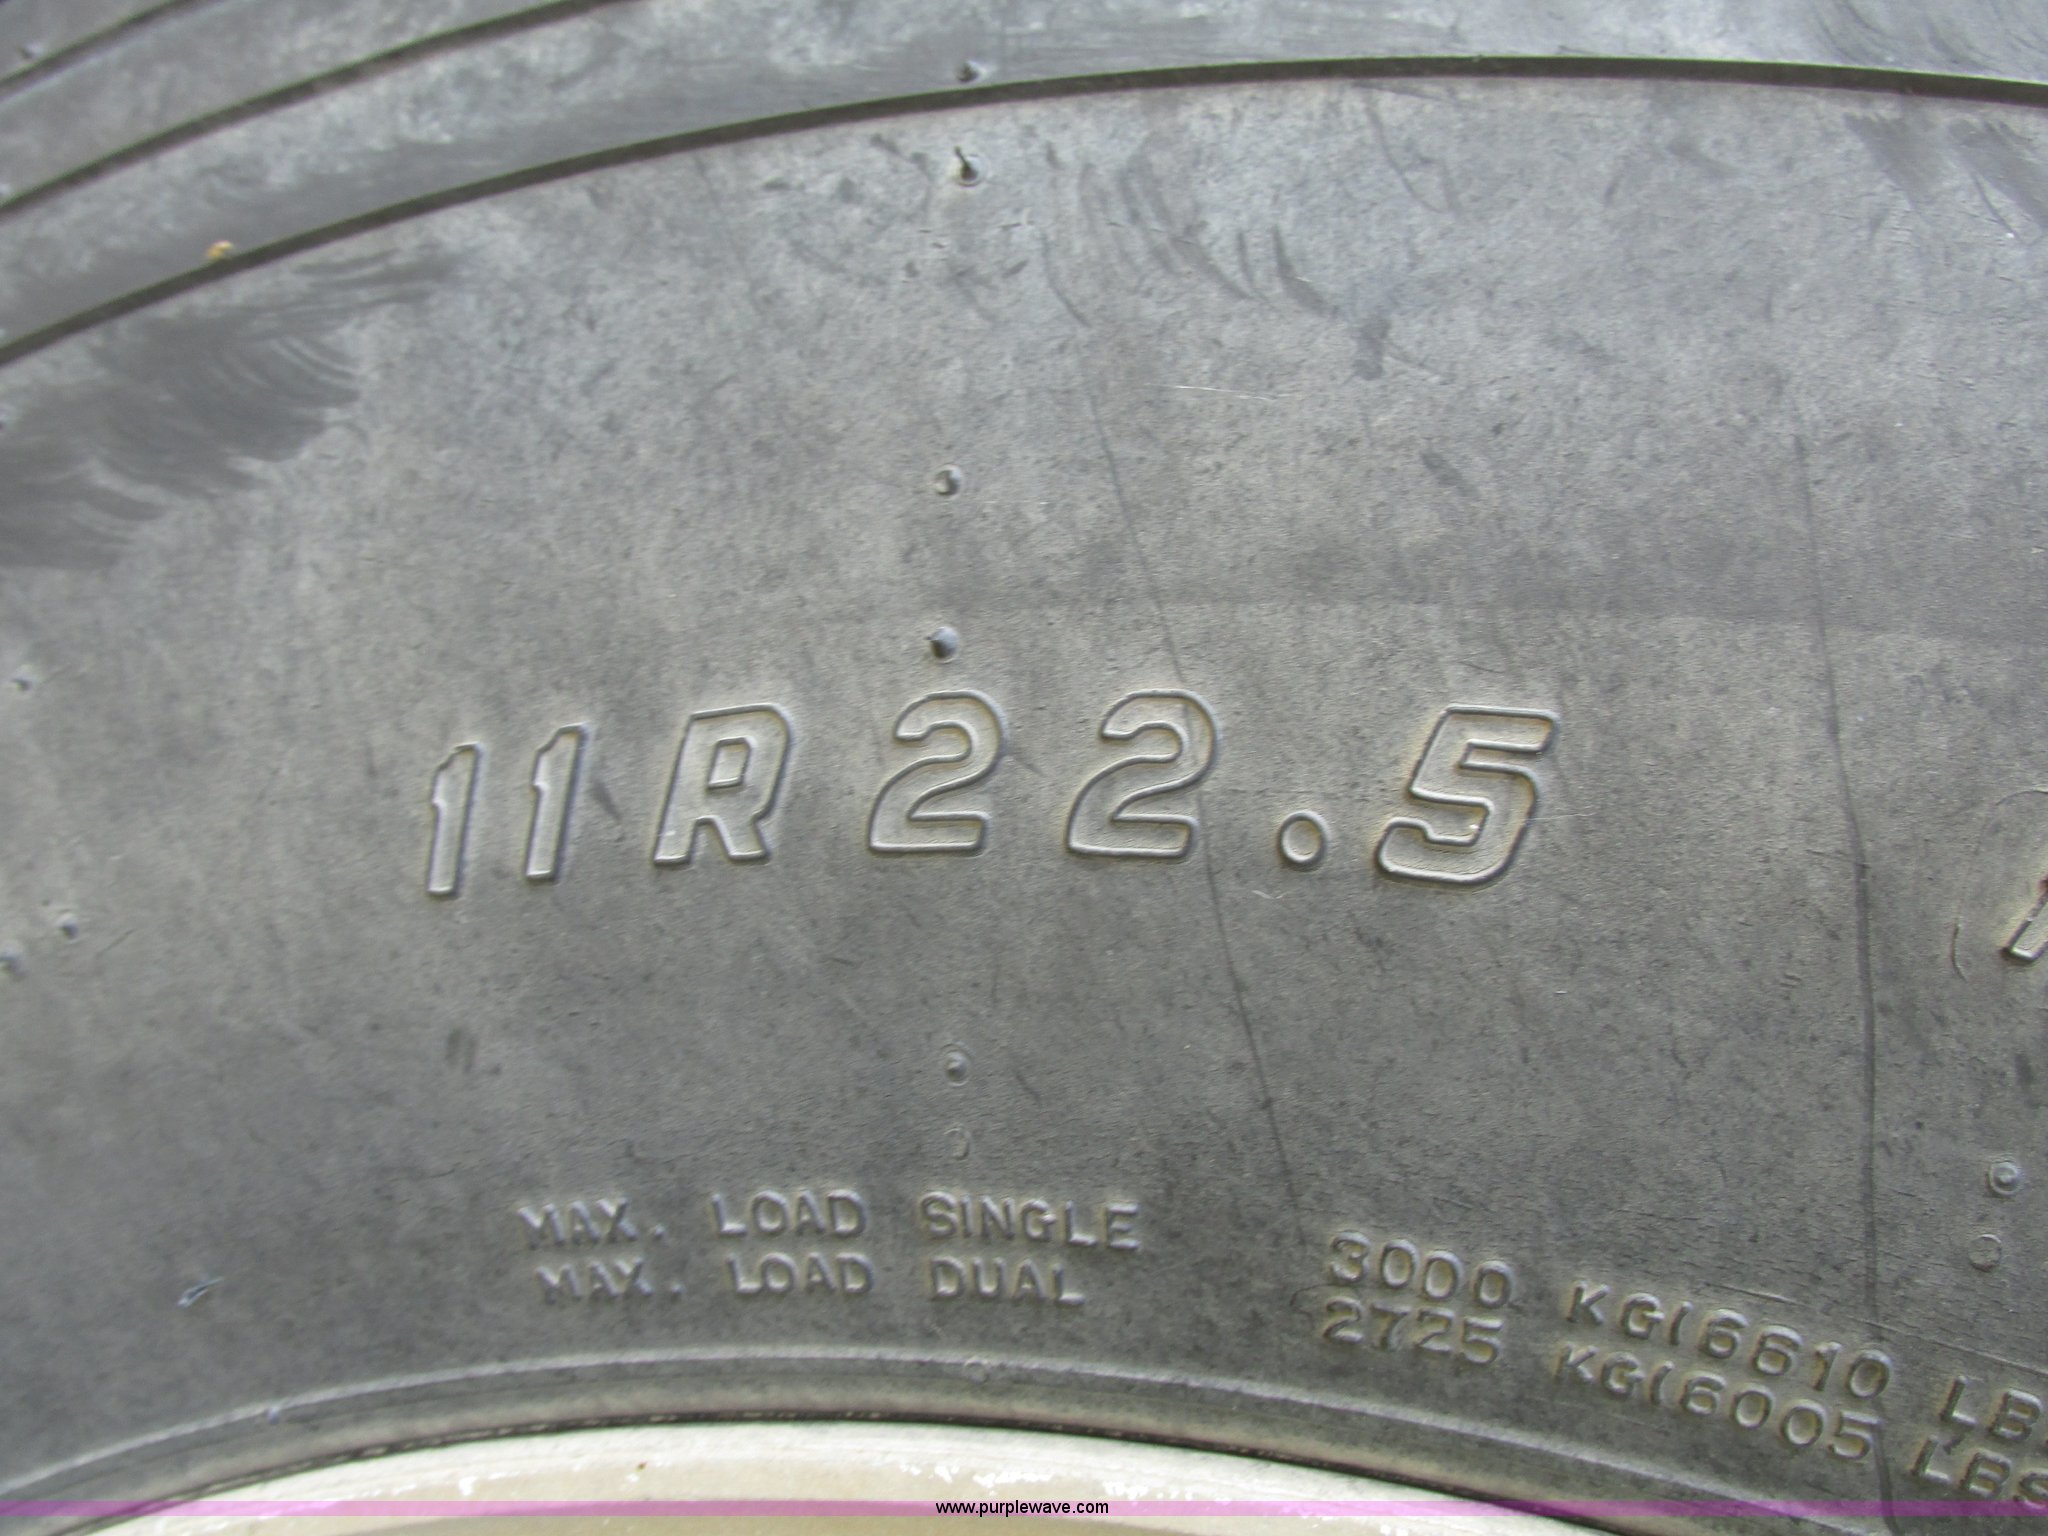 11R22.5
MAX. LOAD SINGLE 3000 KG(6610 LB
MAX. LOAD DUAL 2725 KG(6005 LBS
www.purplewave.com